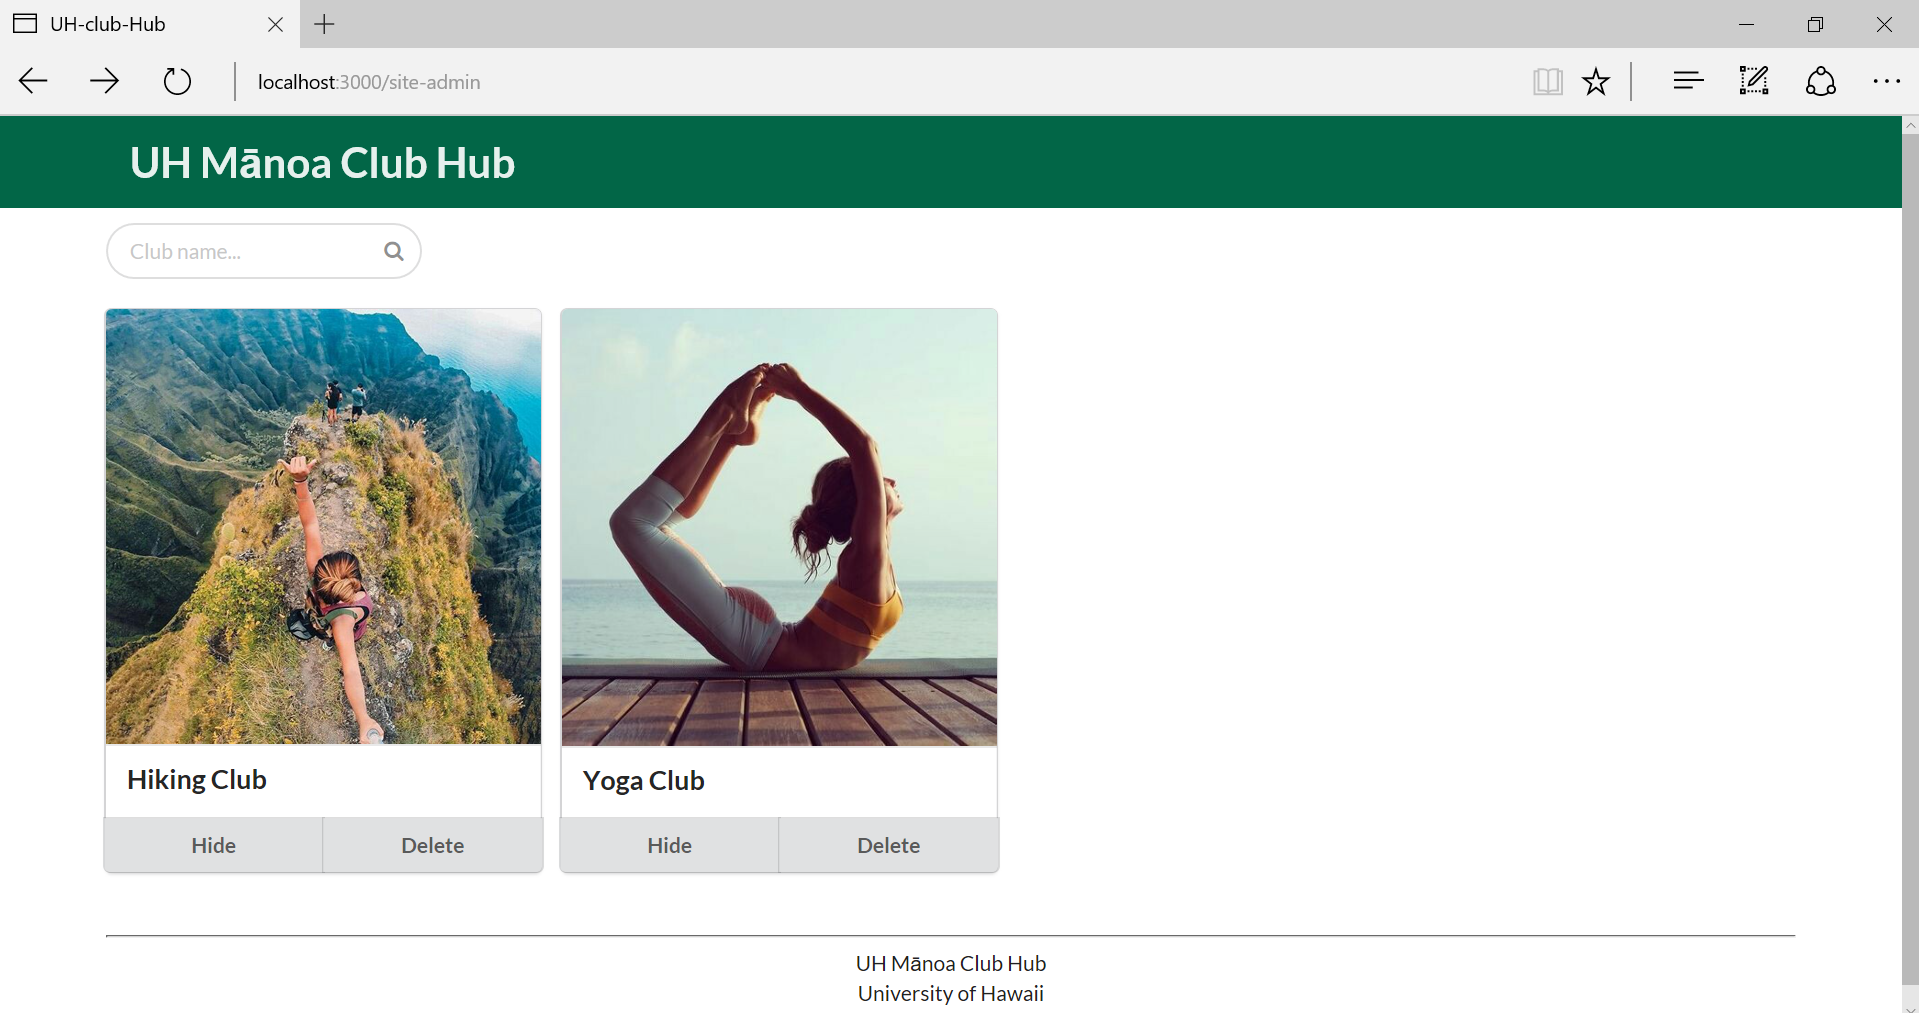 UH-club-Hub
localhost:3000/site-admin
UH Mānoa Club Hub
Club name...
Hiking Club
Yoga Club
Hide
Delete
Hide
Delete
UH Mānoa Club Hub
University of Hawaii